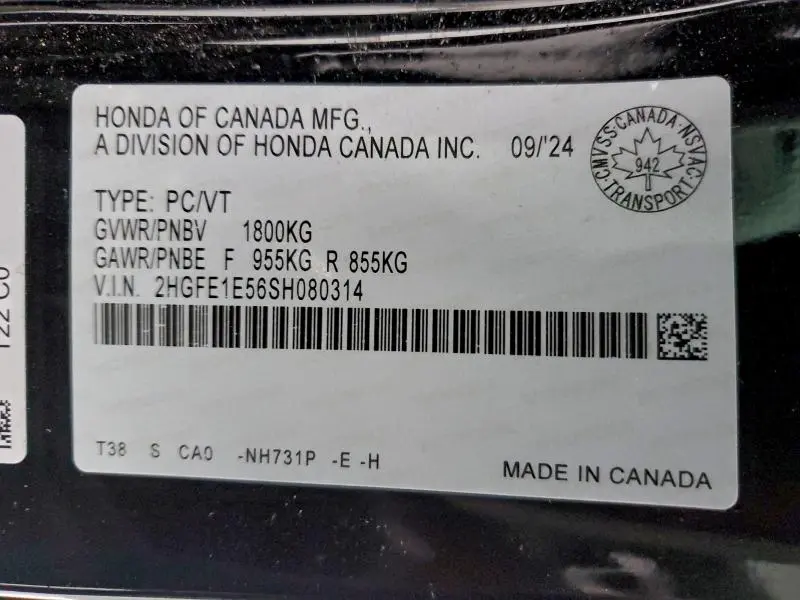 HONDA OF CANADA MFG.,
A DIVISION OF HONDA CANADA INC. 09/'24
CMVSS·CANADA·NSVAC·TRANSPORT·
942
TYPE: PC/VT
GVWR/PNBV 1800KG
GAWR/PNBE F 955KG R 855KG
V.I.N. 2HGFE1E56SH080314
T38 S CA0 -NH731P -E -H
MADE IN CANADA